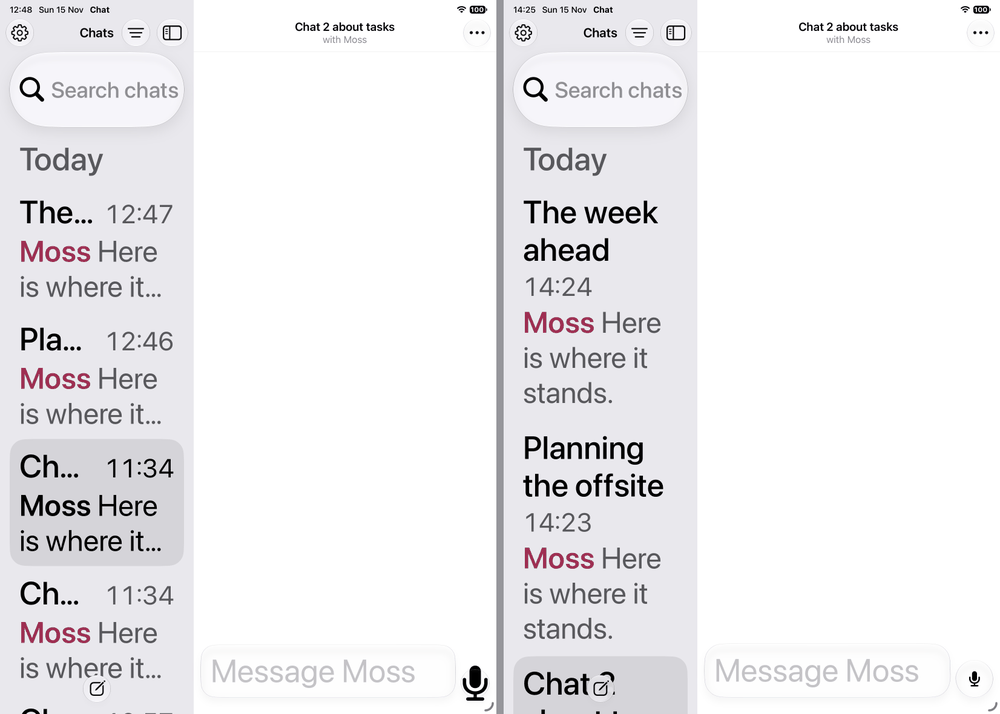 12:48 Sun 15 Nov Chat
100
Chats
Chat 2 about tasks
with Moss
Search chats
Today
The... 12:47
Moss Here
is where it...
Pla... 12:46
Moss Here
is where it...
Ch... 11:34
Moss Here
is where it...
Ch... 11:34
Moss Here
is where it...
Message Moss
14:25 Sun 15 Nov Chat
100
Chats
Chat 2 about tasks
with Moss
Search chats
Today
The week
ahead
14:24
Moss Here
is where it
stands.
Planning
the offsite
14:23
Moss Here
is where it
stands.
Chat 2
Message Moss